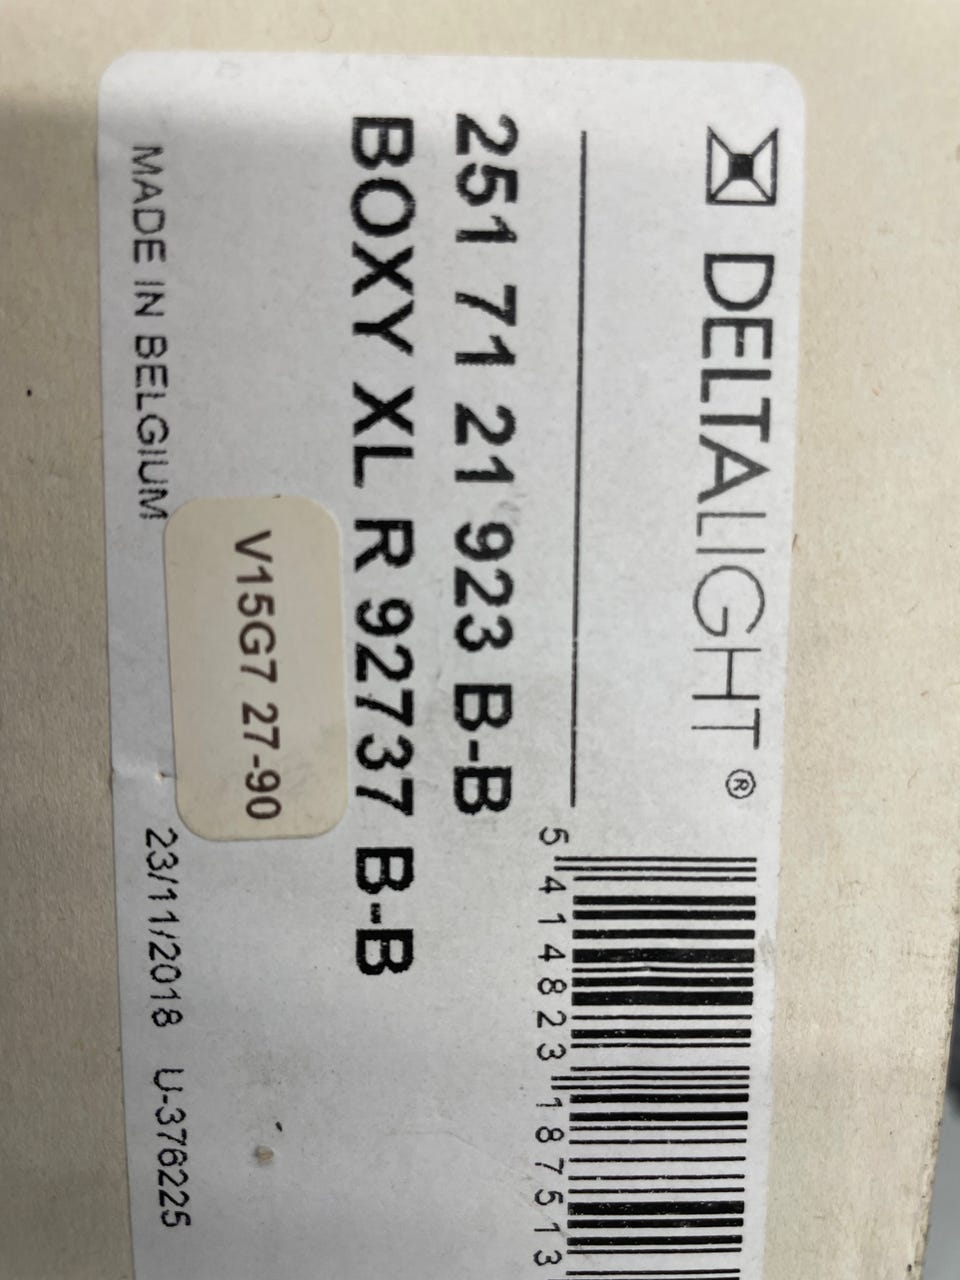 DELTALIGHT®
251 71 21 923 B-B
BOXY XL R 92737 B-B
5 414823 187513
V15G7 27-90
MADE IN BELGIUM
23/11/2018 U-376225